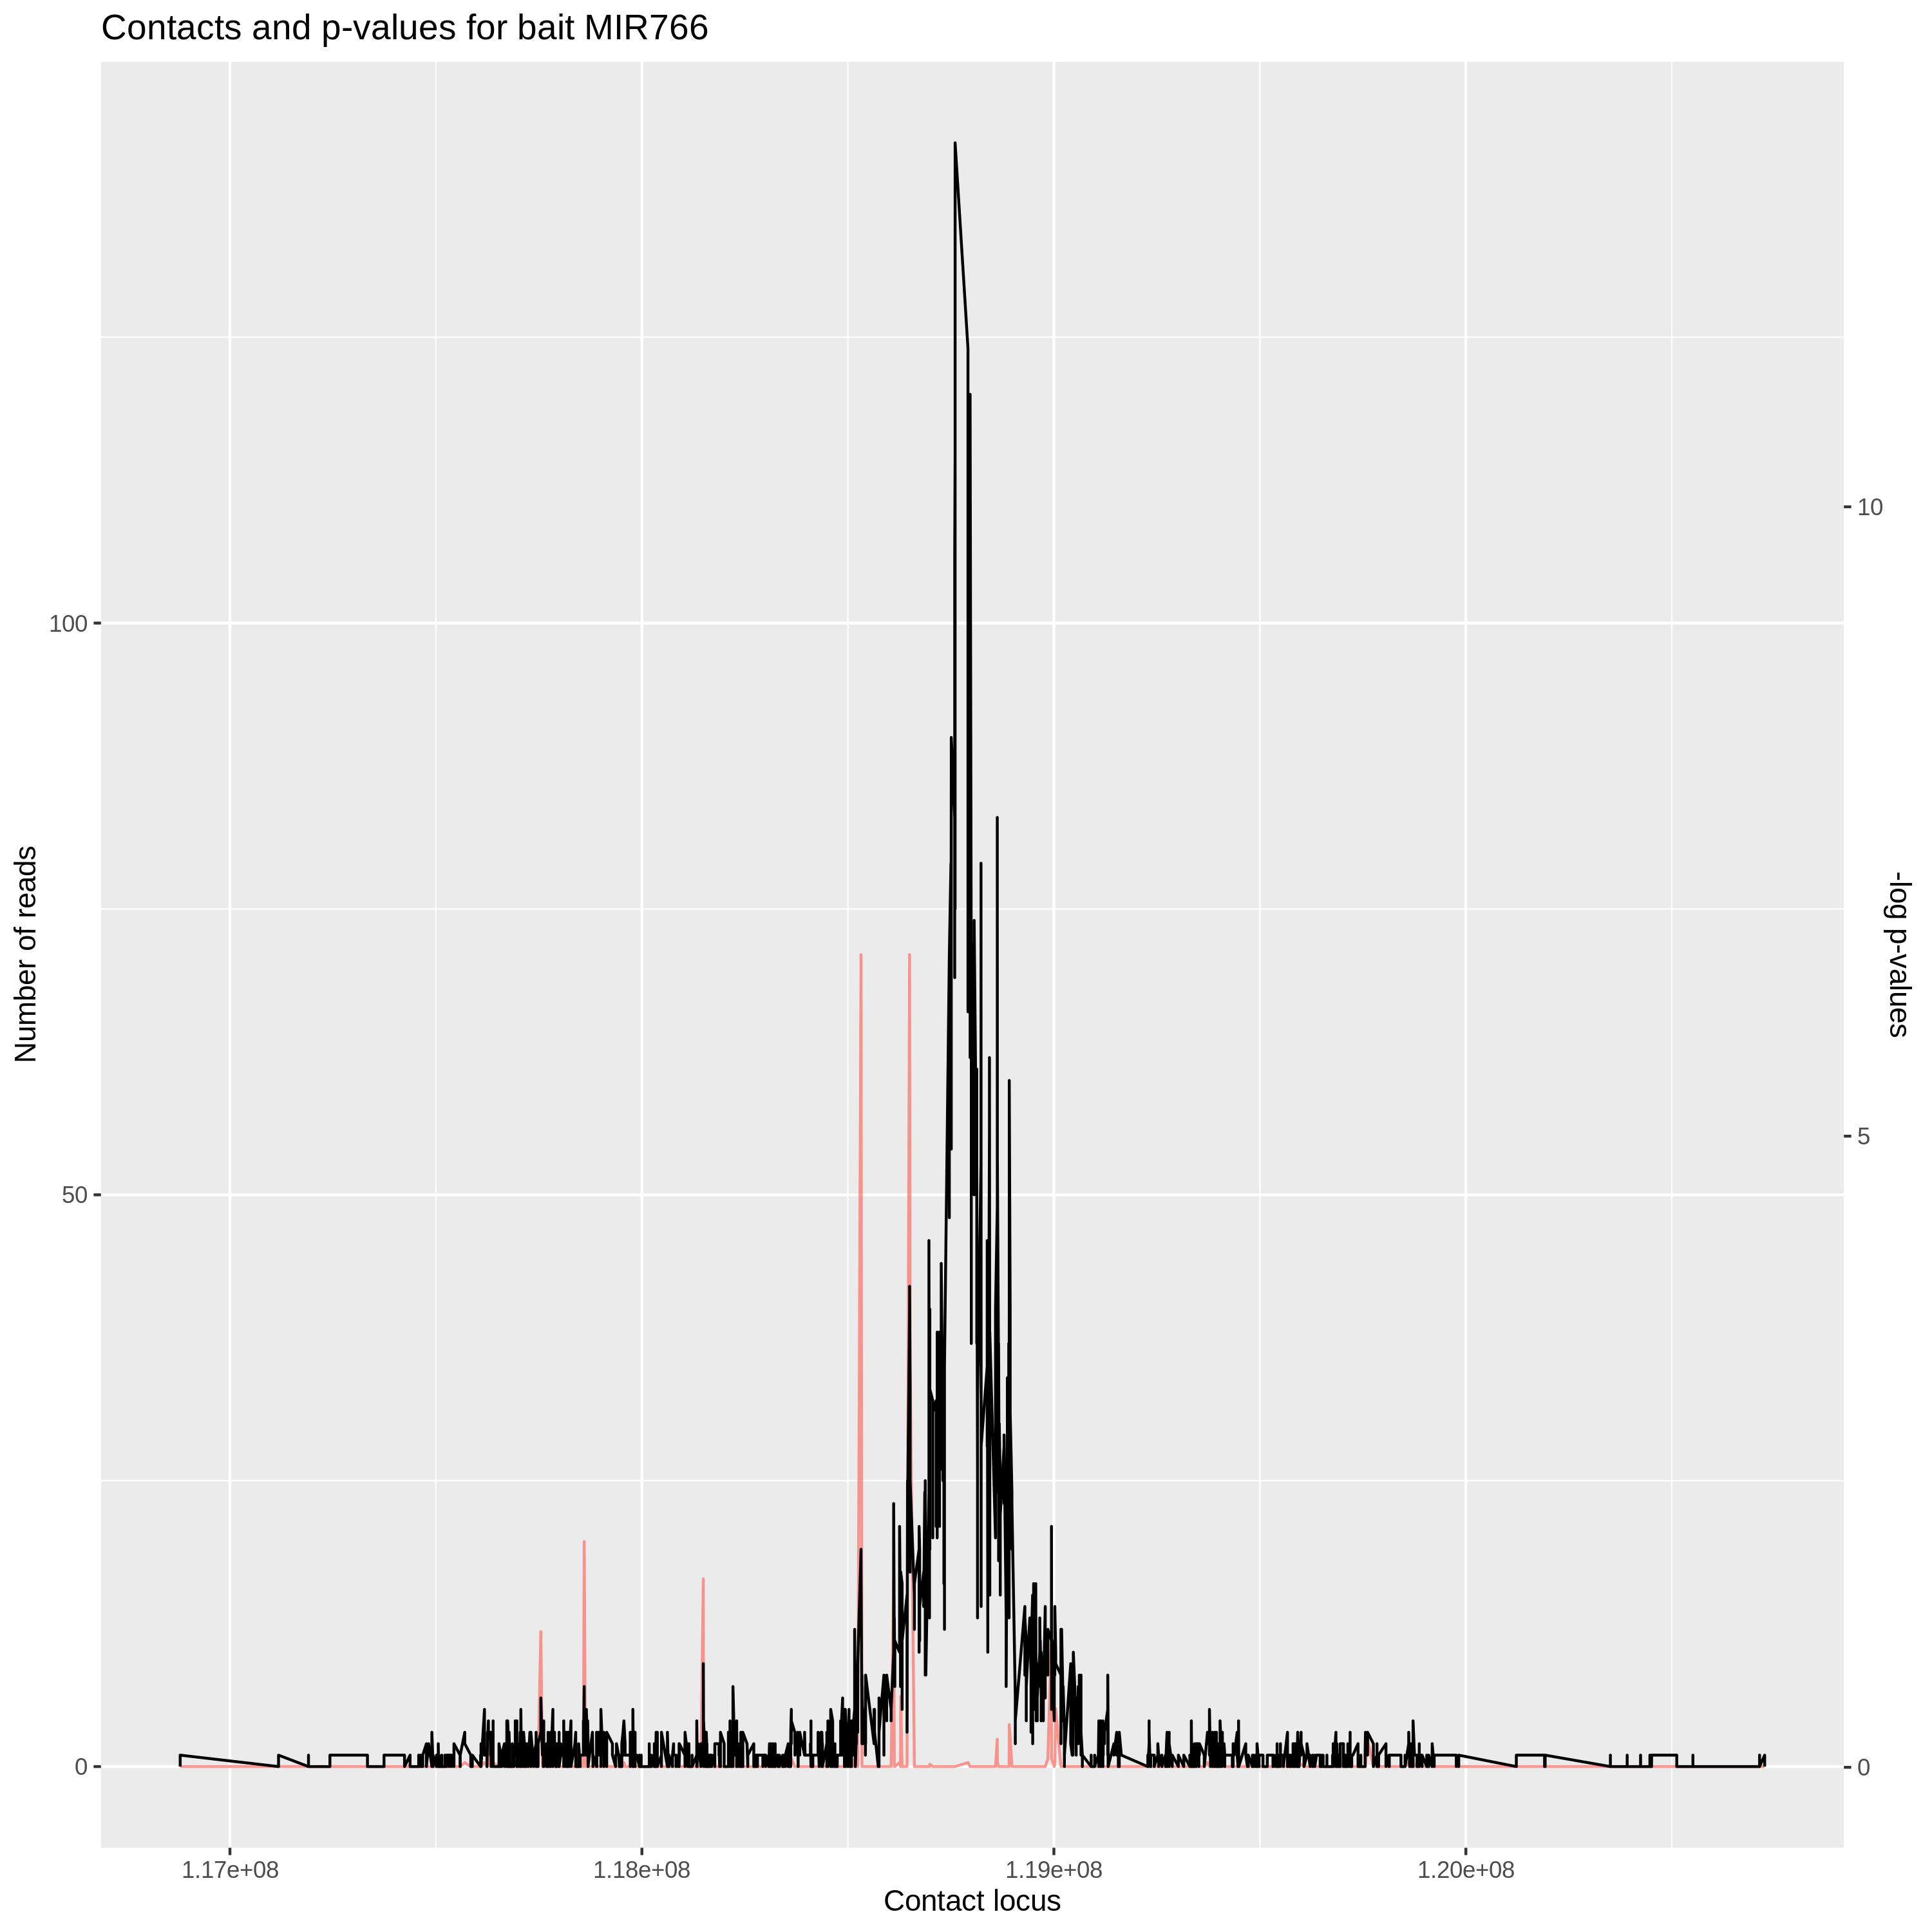 Contacts and p-values for bait MIR766
Number of reads
100
50
0
10
5
0
-log p-values
1.17e+08 1.18e+08 1.19e+08 1.20e+08
Contact locus